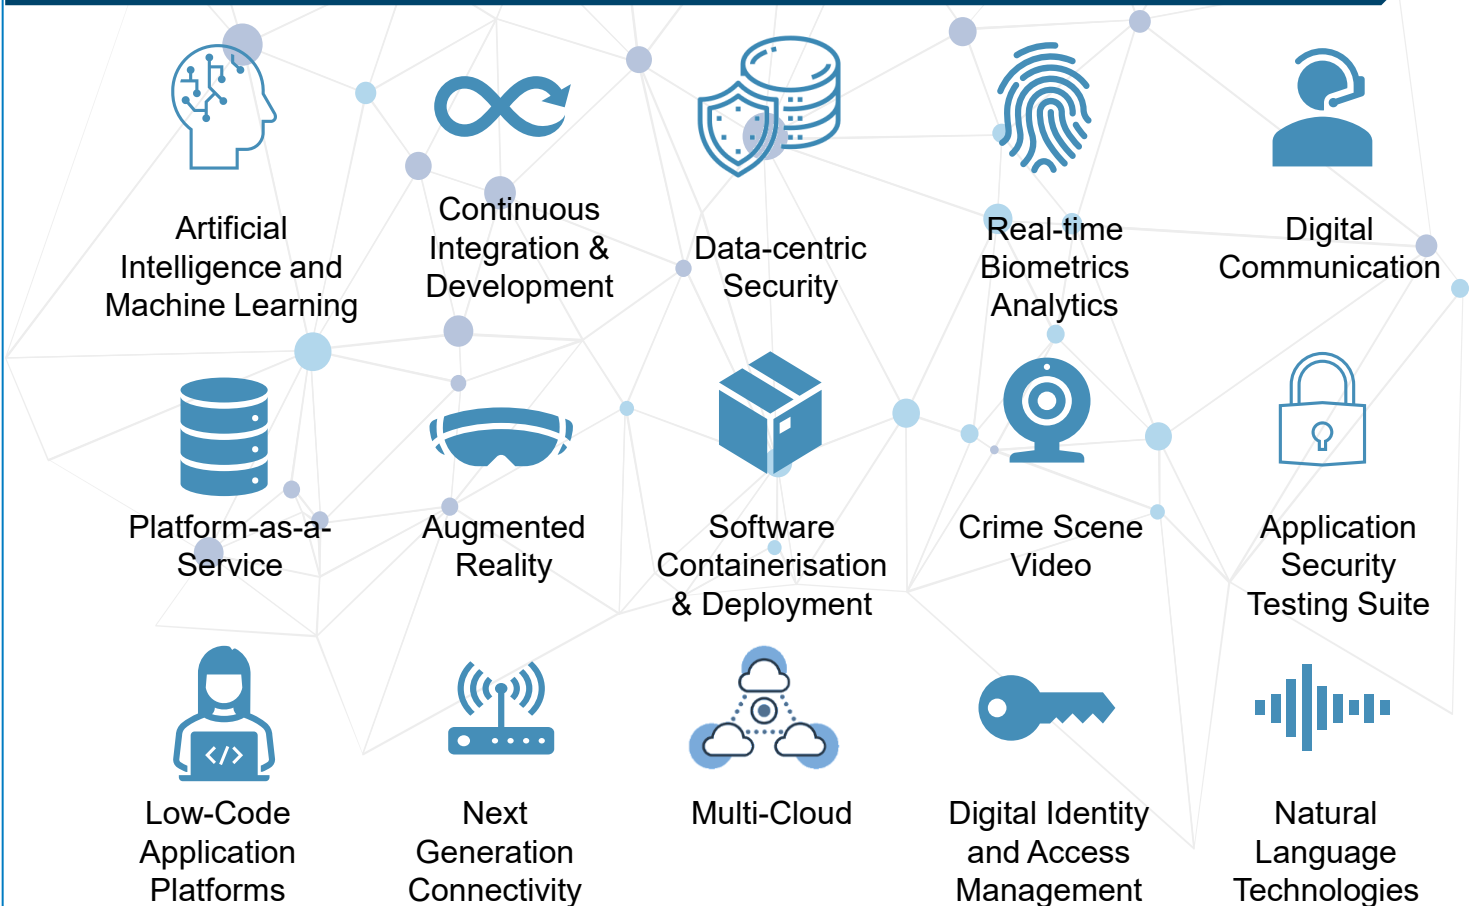 Artificial
Intelligence and
Machine Learning
Continuous
Integration &
Development
Data-centric
Security
Real-time
Biometrics
Analytics
Digital
Communication
Platform-as-a-
Service
Augmented
Reality
Software
Containerisation
& Deployment
Crime Scene
Video
Application
Security
Testing Suite
</>
Low-Code
Application
Platforms
Next
Generation
Connectivity
Multi-Cloud
Digital Identity
and Access
Management
Natural
Language
Technologies